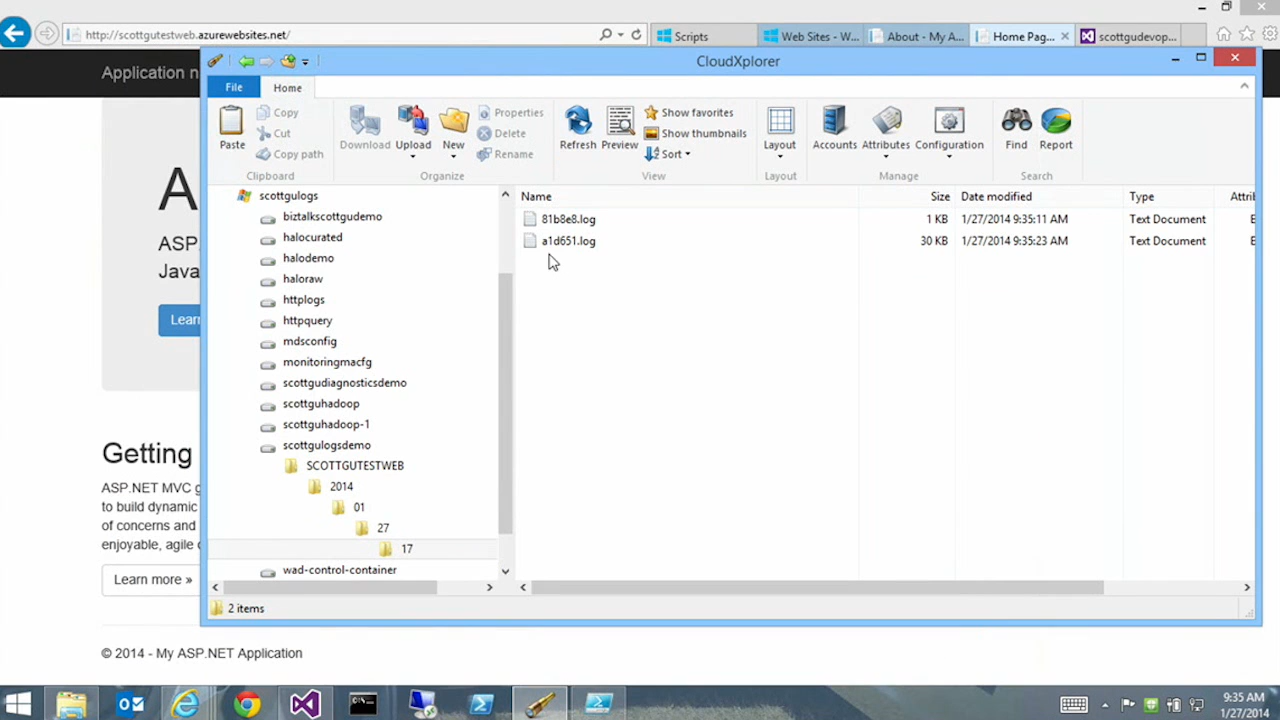 http://scottgutestweb.azurewebsites.net/
Scripts
Web Sites - W...
About - My A...
Home Pag...
scottgudevop...
Application n
CloudXplorer
File
Home
Paste
Copy
Cut
Copy path
Clipboard
Download
Upload
New
Properties
Delete
Rename
Organize
Refresh
Preview
Show favorites
Show thumbnails
Sort
View
Layout
Layout
Accounts
Attributes
Configuration
Manage
Find
Report
Search
scottgulogs
biztalkscottgudemo
halocurated
halodemo
haloraw
httplogs
httpquery
mdsconfig
monitoringmacfg
scottgudiagnosticsdemo
scottguhadoop
scottguhadoop-1
scottgulogsdemo
SCOTTGUTESTWEB
2014
01
27
17
wad-control-container
Name Size Date modified Type Attri
81b8e8.log 1 KB 1/27/2014 9:35:11 AM Text Document
a1d651.log 30 KB 1/27/2014 9:35:23 AM Text Document
2 items
A
ASP.
Java
Lear
Getting
ASP.NET MVC g
to build dynamic
of concerns and
enjoyable, agile
Learn more »
© 2014 - My ASP.NET Application
9:35 AM
1/27/2014